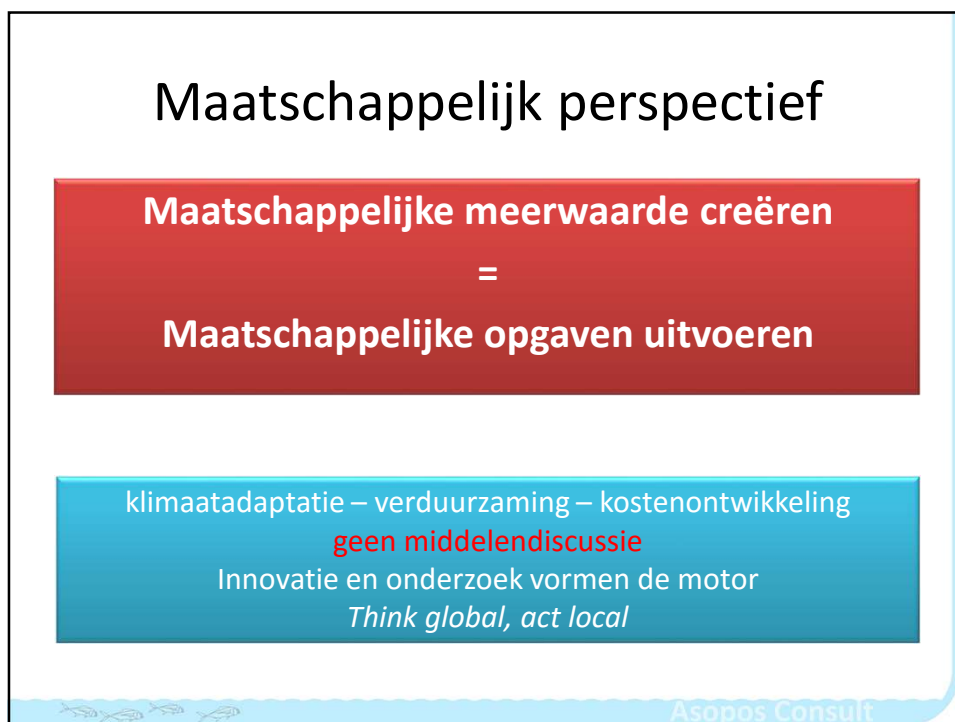 Maatschappelijk perspectief
Maatschappelijke meerwaarde creëren
=
Maatschappelijke opgaven uitvoeren
klimaatadaptatie – verduurzaming – kostenontwikkeling
geen middelendiscussie
Innovatie en onderzoek vormen de motor
Think global, act local
Asopos Consult